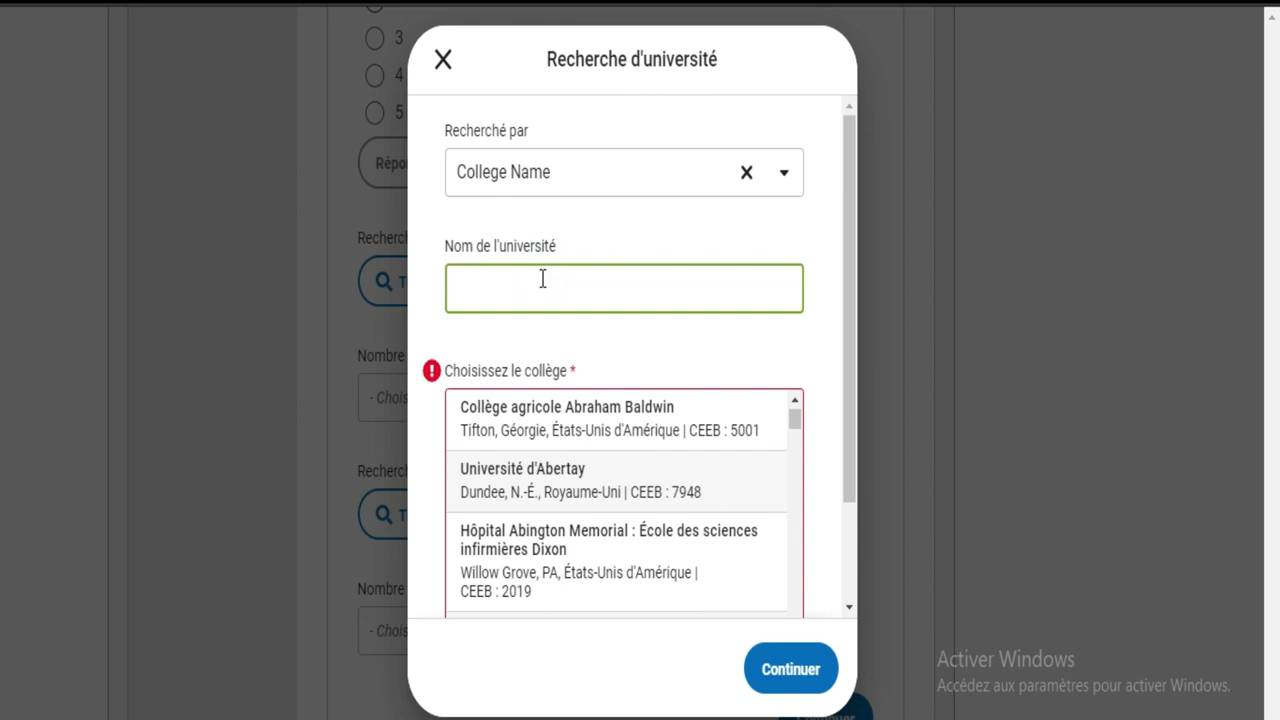 Recherche d'université
3
4
5
Recherché par
College Name
Nom de l'université
Choisissez le collège *
Collège agricole Abraham Baldwin
Tifton, Géorgie, États-Unis d'Amérique | CEEB : 5001
Université d'Abertay
Dundee, N.-É., Royaume-Uni | CEEB : 7948
Hôpital Abington Memorial : École des sciences
infirmières Dixon
Willow Grove, PA, États-Unis d'Amérique |
CEEB : 2019
Nombre
Nombre
Continuer
Activer Windows
Accédez aux paramètres pour activer Windows.